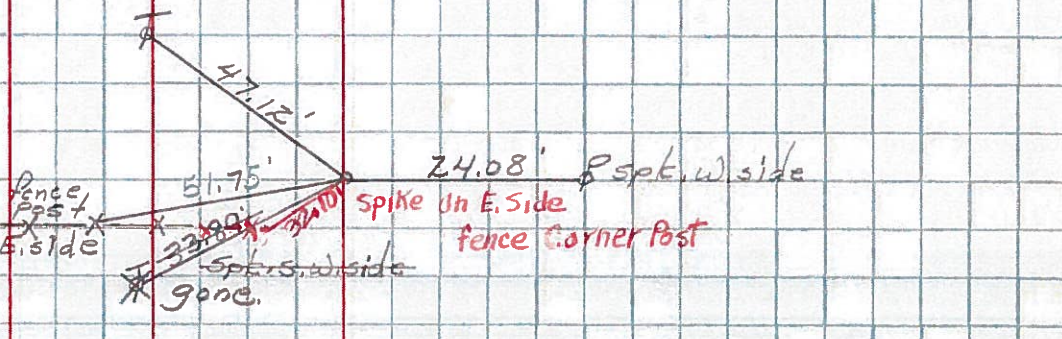 47.12'
24.08'
spk. W. side
51.75'
fence
Post
E. side
32.10'
Spike on E. Side
fence Corner Post
33.89'
Spk. S.W. side
gone.